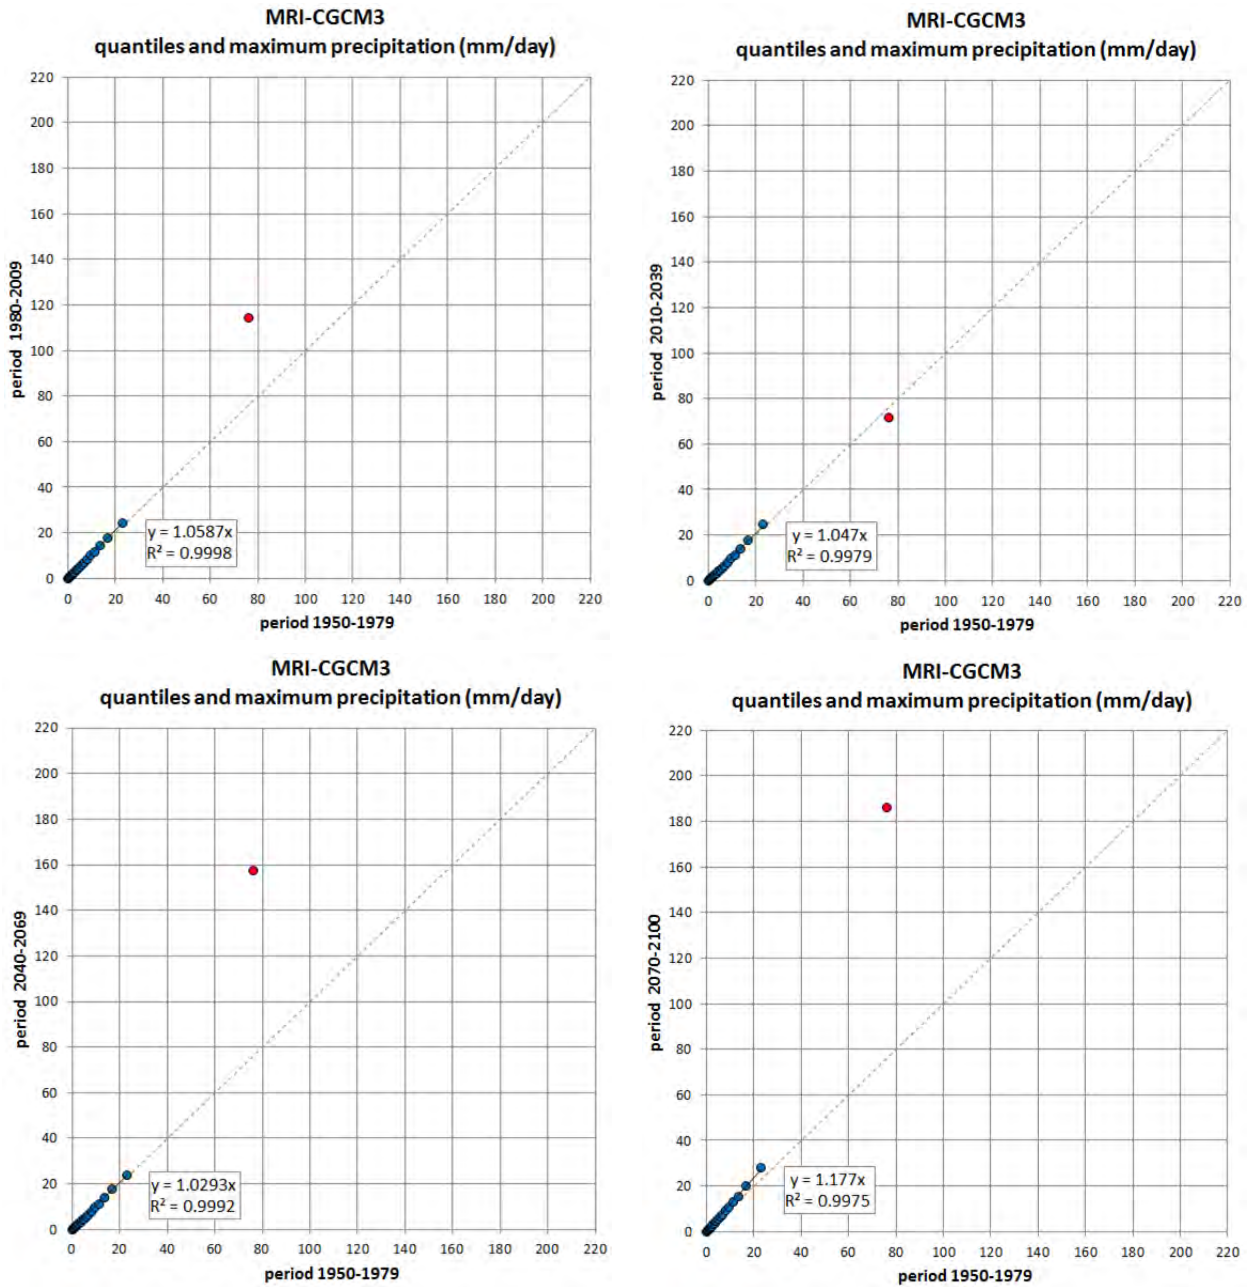 MRI-CGCM3
quantiles and maximum precipitation (mm/day)
220
200
180
160
140
120
100
80
60
40
20
0
period 1980-2009
y = 1.0587x
R² = 0.9998
0 20 40 60 80 100 120 140 160 180 200 220
period 1950-1979
MRI-CGCM3
quantiles and maximum precipitation (mm/day)
220
200
180
160
140
120
100
80
60
40
20
0
period 2010-2039
y = 1.047x
R² = 0.9979
0 20 40 60 80 100 120 140 160 180 200 220
period 1950-1979
MRI-CGCM3
quantiles and maximum precipitation (mm/day)
220
200
180
160
140
120
100
80
60
40
20
0
period 2040-2069
y = 1.0293x
R² = 0.9992
0 20 40 60 80 100 120 140 160 180 200 220
period 1950-1979
MRI-CGCM3
quantiles and maximum precipitation (mm/day)
220
200
180
160
140
120
100
80
60
40
20
0
period 2070-2100
y = 1.177x
R² = 0.9975
0 20 40 60 80 100 120 140 160 180 200 220
period 1950-1979